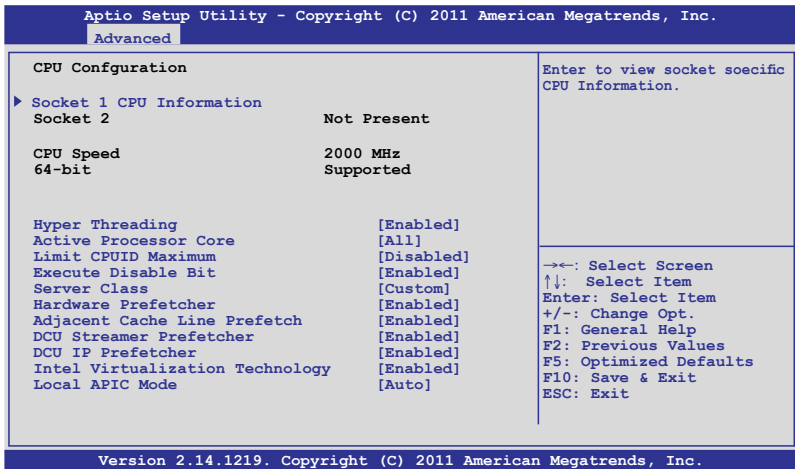 Aptio Setup Utility - Copyright (C) 2011 American Megatrends, Inc.
Advanced
CPU Confguration
Socket 1 CPU Information
Socket 2 Not Present
CPU Speed 2000 MHz
64-bit Supported
Hyper Threading [Enabled]
Active Processor Core [All]
Limit CPUID Maximum [Disabled]
Execute Disable Bit [Enabled]
Server Class [Custom]
Hardware Prefetcher [Enabled]
Adjacent Cache Line Prefetch [Enabled]
DCU Streamer Prefetcher [Enabled]
DCU IP Prefetcher [Enabled]
Intel Virtualization Technology [Enabled]
Local APIC Mode [Auto]
Enter to view socket soecific
CPU Information.
→←: Select Screen
↑↓: Select Item
Enter: Select Item
+/-: Change Opt.
F1: General Help
F2: Previous Values
F5: Optimized Defaults
F10: Save & Exit
ESC: Exit
Version 2.14.1219. Copyright (C) 2011 American Megatrends, Inc.